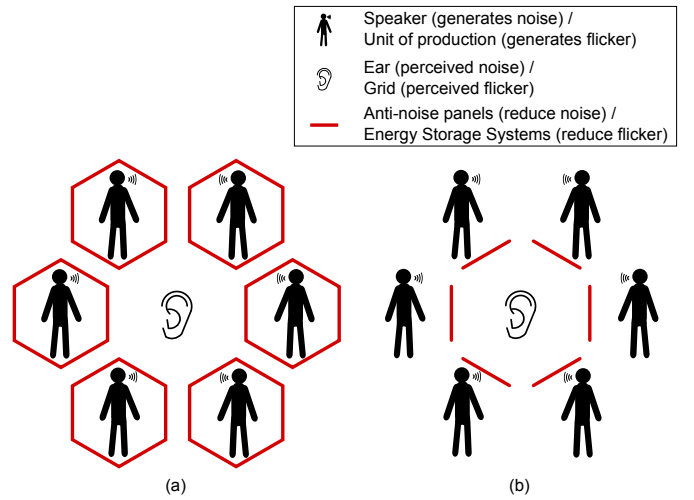 Speaker (generates noise) /
Unit of production (generates flicker)
Ear (perceived noise) /
Grid (perceived flicker)
Anti-noise panels (reduce noise) /
Energy Storage Systems (reduce flicker)
(a)
(b)